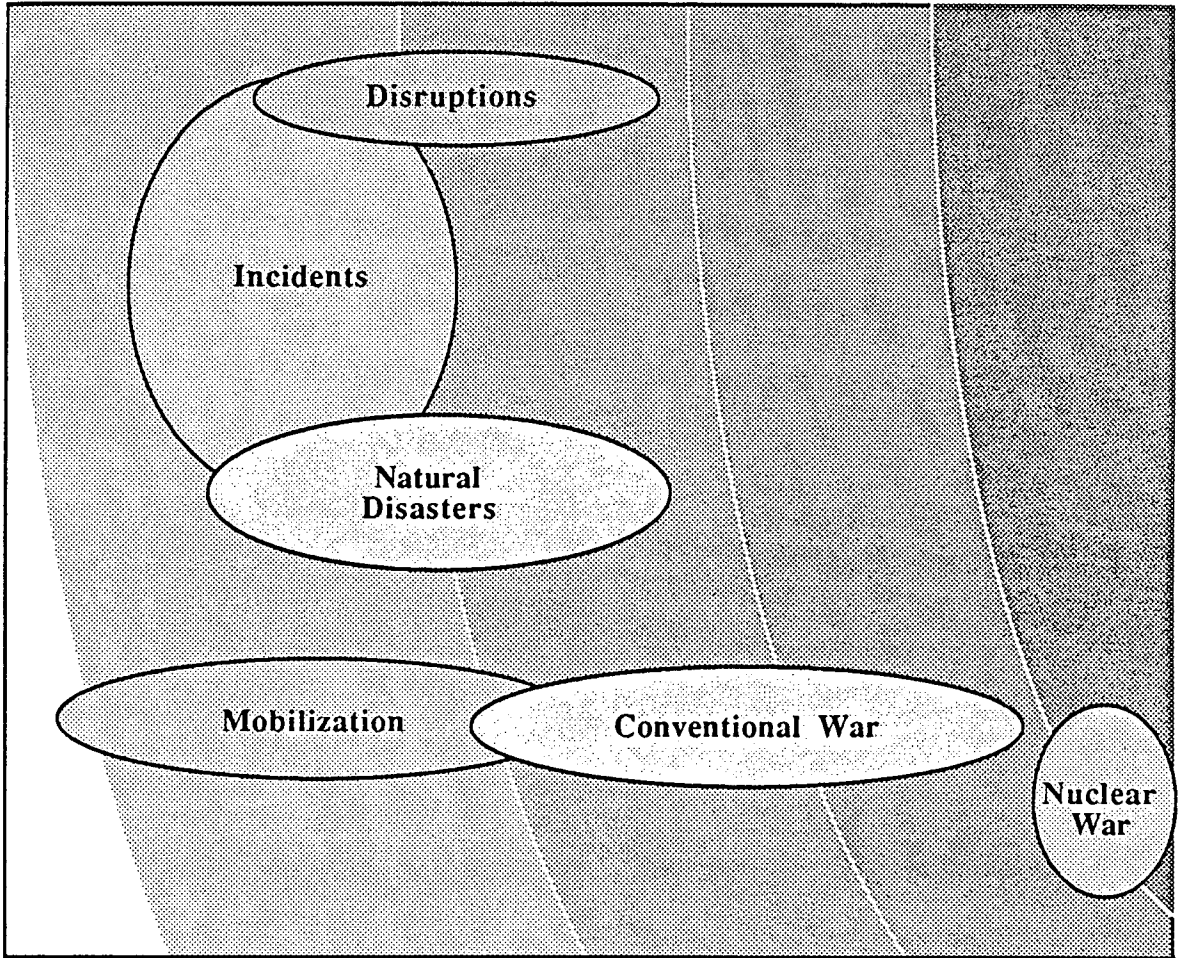 Disruptions
Incidents
Natural
Disasters
Mobilization
Conventional War
Nuclear
War